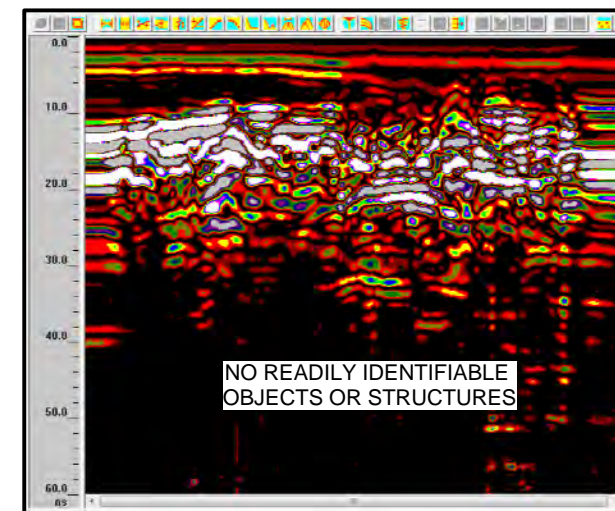 0.0
10.0
20.0
30.0
40.0
NO READILY IDENTIFIABLE
OBJECTS OR STRUCTURES
50.0
60.0
ns